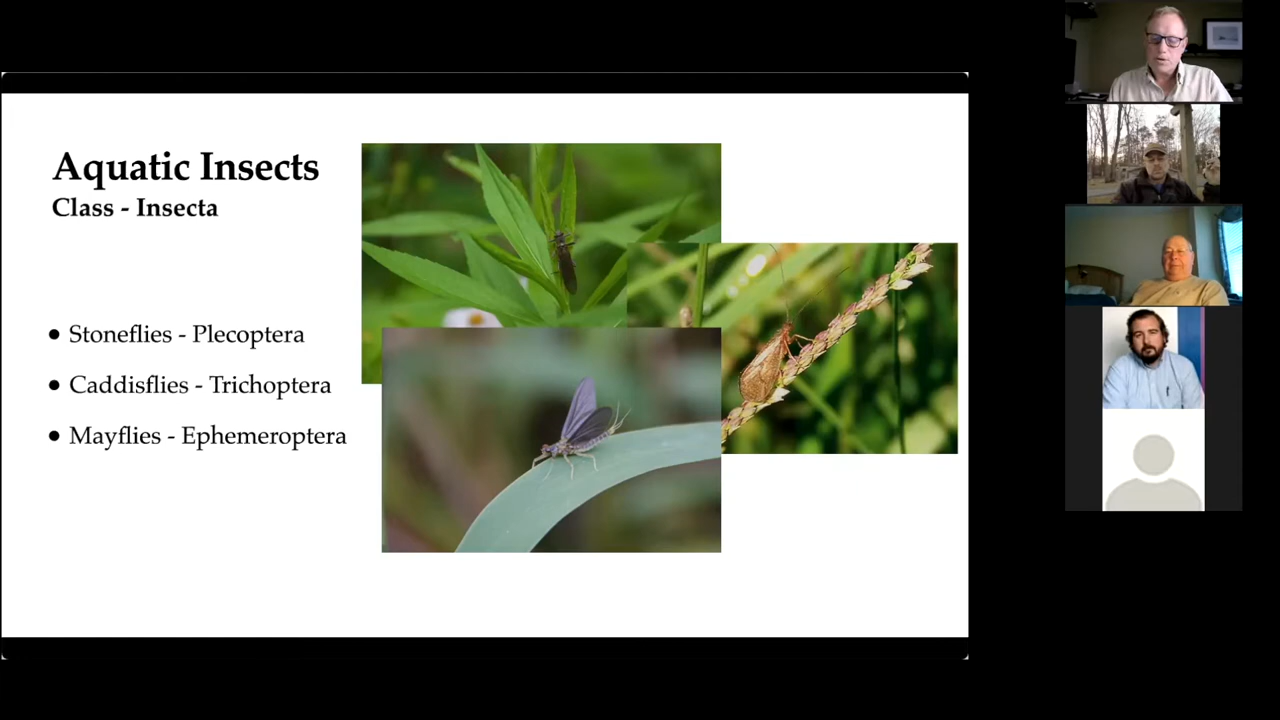 Aquatic Insects
Class - Insecta
● Stoneflies - Plecoptera
● Caddisflies - Trichoptera
● Mayflies - Ephemeroptera